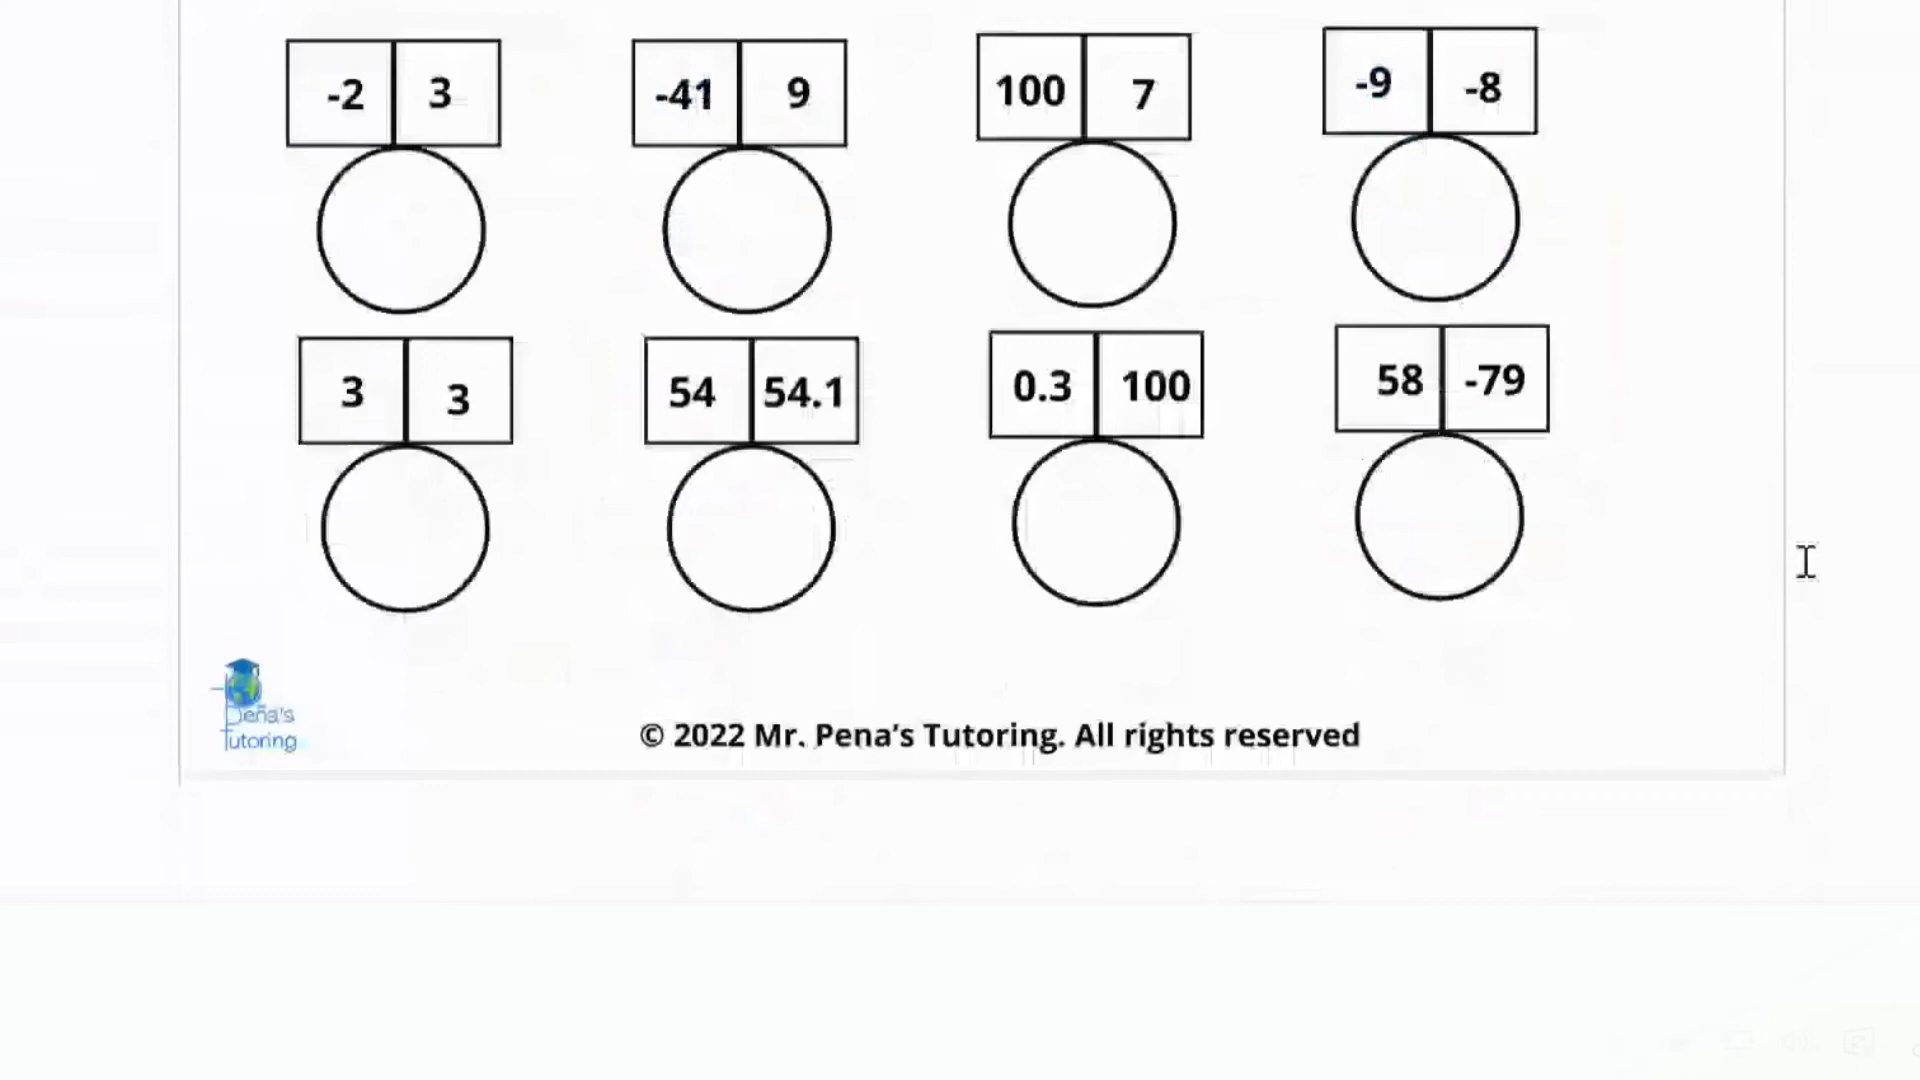 -2 3 -41 9 100 7 -9 -8
3 3 54 54.1 0.3 100 58 -79
Peña's
Tutoring
© 2022 Mr. Pena’s Tutoring. All rights reserved